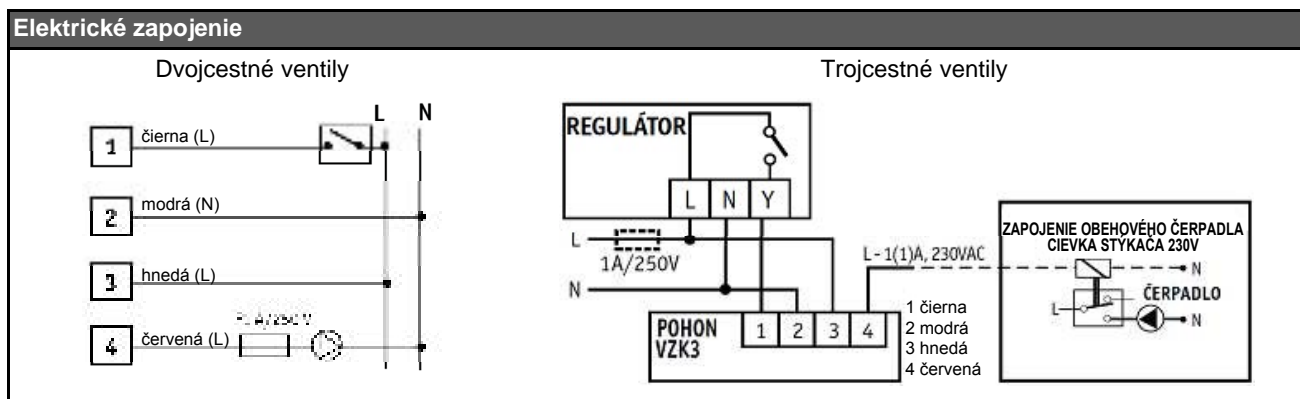 Elektrické zapojenie
Dvojcestné ventily
L N
1 čierna (L)
2 modrá (N)
3 hnedá (L)
4 červená (L)
Trojcestné ventily
REGULÁTOR
L N Y
L
1A/250V
N
POHON
VZK3
1 2 3 4
1 čierna
2 modrá
3 hnedá
4 červená
L-1(1)A, 230VAC
ZAPOJENIE OBEHOVÉHO ČERPADLA
CIEVKA STÝKAČA 230V
N
ČERPADLO
L
N